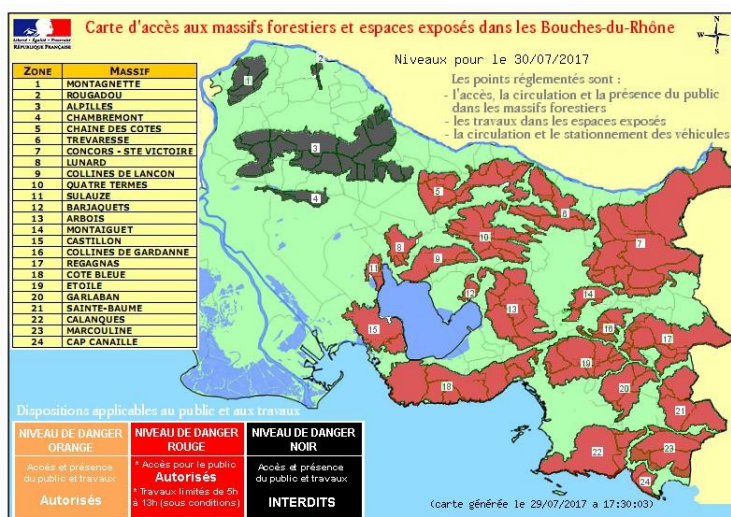 Liberté • Égalité • Fraternité
RÉPUBLIQUE FRANÇAISE
Carte d'accès aux massifs forestiers et espaces exposés dans les Bouches-du-Rhône
N
W
E
S
Niveaux pour le 30/07/2017
Les points réglementés sont :
- l'accès, la circulation et la présence du public
dans les massifs forestiers
- les travaux dans les espaces exposés
- la circulation et le stationnement des véhicules
ZONE MASSIF
1 MONTAGNETTE
2 ROUGADOU
3 ALPILLES
4 CHAMBREMONT
5 CHAINE DES COTES
6 TREVARESSE
7 CONCORS - STE VICTOIRE
8 LUNARD
9 COLLINES DE LANCON
10 QUATRE TERMES
11 SULAUZE
12 BARJAQUETS
13 ARBOIS
14 MONTAIGUET
15 CASTILLON
16 COLLINES DE GARDANNE
17 REGAGNAS
18 COTE BLEUE
19 ETOILE
20 GARLABAN
21 SAINTE-BAUME
22 CALANQUES
23 MARCOULINE
24 CAP CANAILLE
1
2
3
4
5
6
7
8
9
10
11
12
13
14
15
16
17
18
19
20
21
22
23
24
Dispositions applicables au public et aux travaux
NIVEAU DE DANGER
ORANGE
Accès et présence
du public et travaux
Autorisés
NIVEAU DE DANGER
ROUGE
* Accès pour le public
Autorisés
* Travaux limités de 5h
à 13h (sous conditions)
NIVEAU DE DANGER
NOIR
Accès et présence
du public et travaux
INTERDITS
(carte générée le 29/07/2017 a 17:30:03)